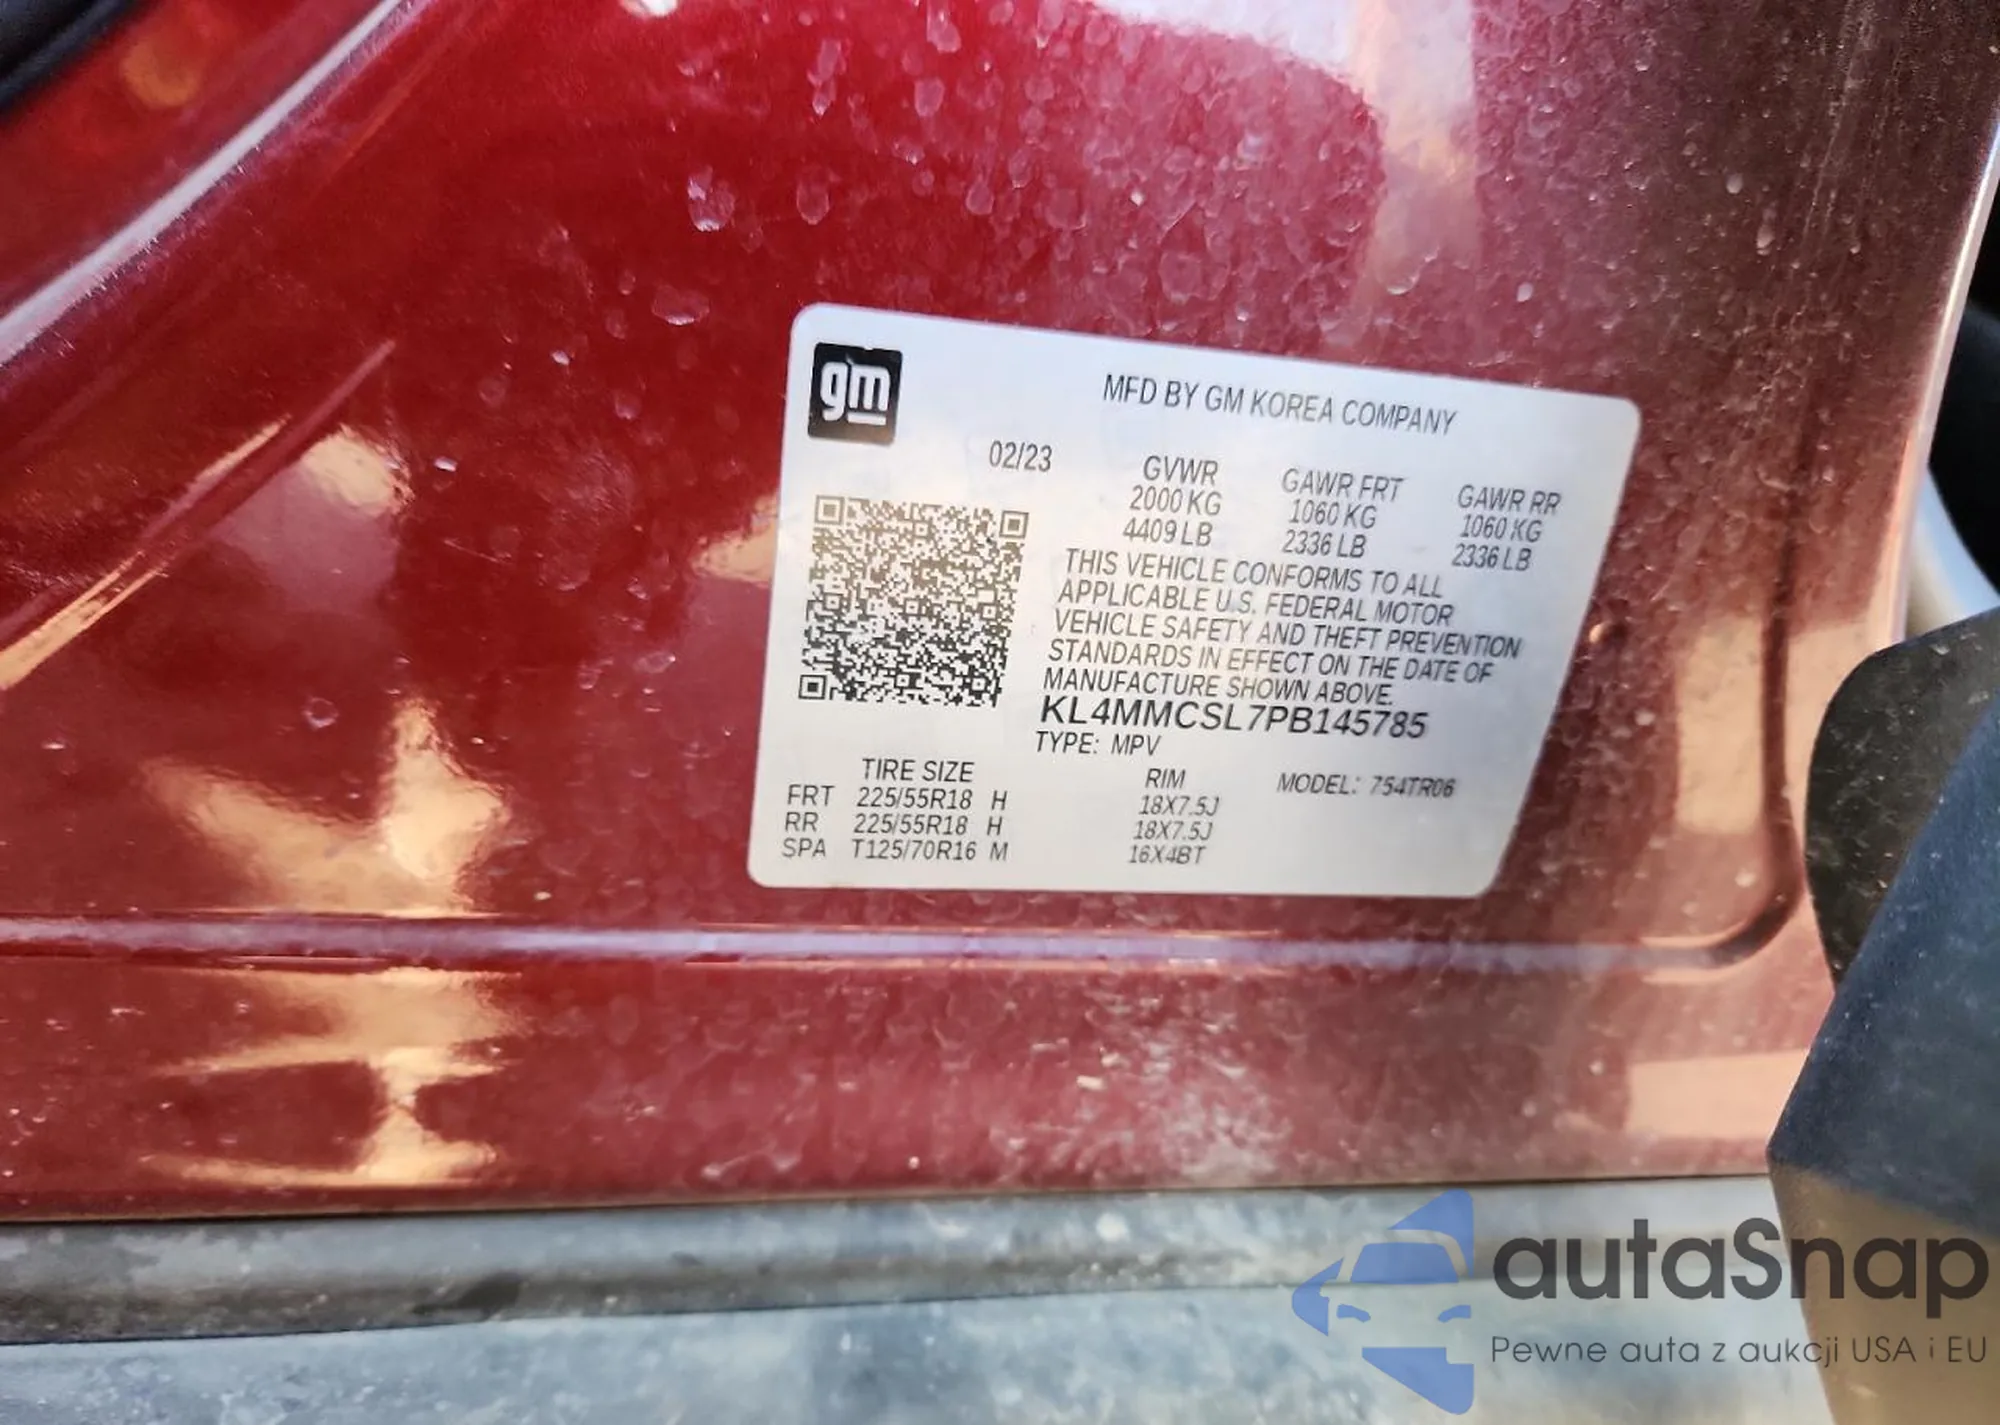 gm
MFD BY GM KOREA COMPANY
02/23
GVWR GAWR FRT GAWR RR
2000 KG 1060 KG 1060 KG
4409 LB 2336 LB 2336 LB
THIS VEHICLE CONFORMS TO ALL
APPLICABLE U.S. FEDERAL MOTOR
VEHICLE SAFETY AND THEFT PREVENTION
STANDARDS IN EFFECT ON THE DATE OF
MANUFACTURE SHOWN ABOVE.
KL4MMCSL7PB145785
TYPE: MPV
TIRE SIZE RIM MODEL: 754TR06
FRT 225/55R18 H 18X7.5J
RR 225/55R18 H 18X7.5J
SPA T125/70R16 M 16X4BT
autaSnap
Pewne auta z aukcji USA i EU